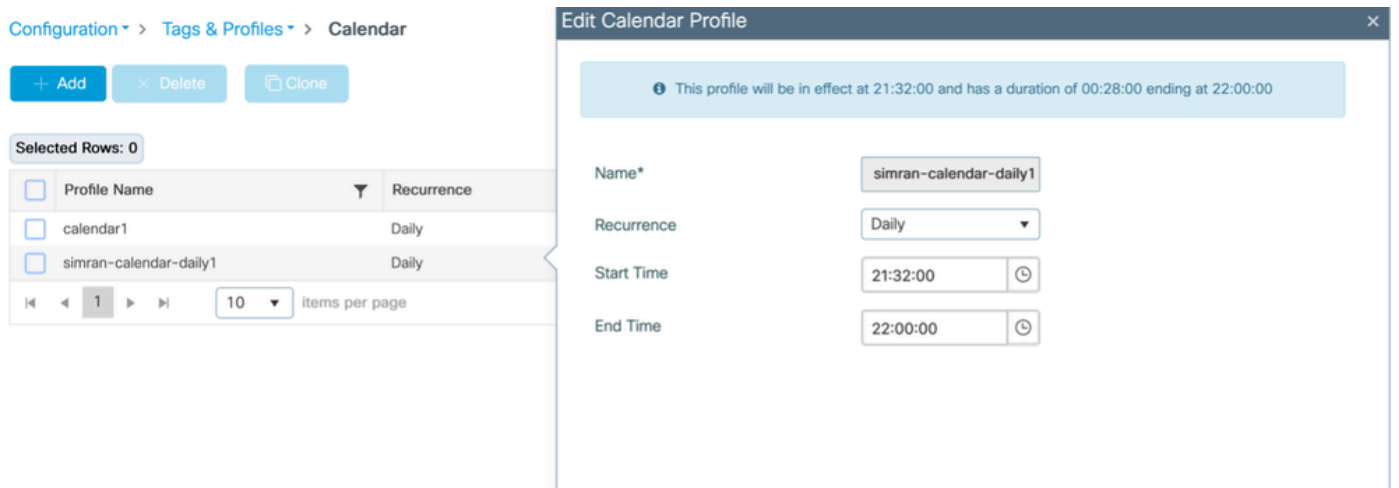 Configuration > Tags & Profiles > Calendar
+ Add × Delete Clone
Selected Rows: 0
Profile Name Recurrence
calendar1 Daily
simran-calendar-daily1 Daily
1 10 items per page
Edit Calendar Profile ×
This profile will be in effect at 21:32:00 and has a duration of 00:28:00 ending at 22:00:00
Name* simran-calendar-daily1
Recurrence Daily
Start Time 21:32:00
End Time 22:00:00